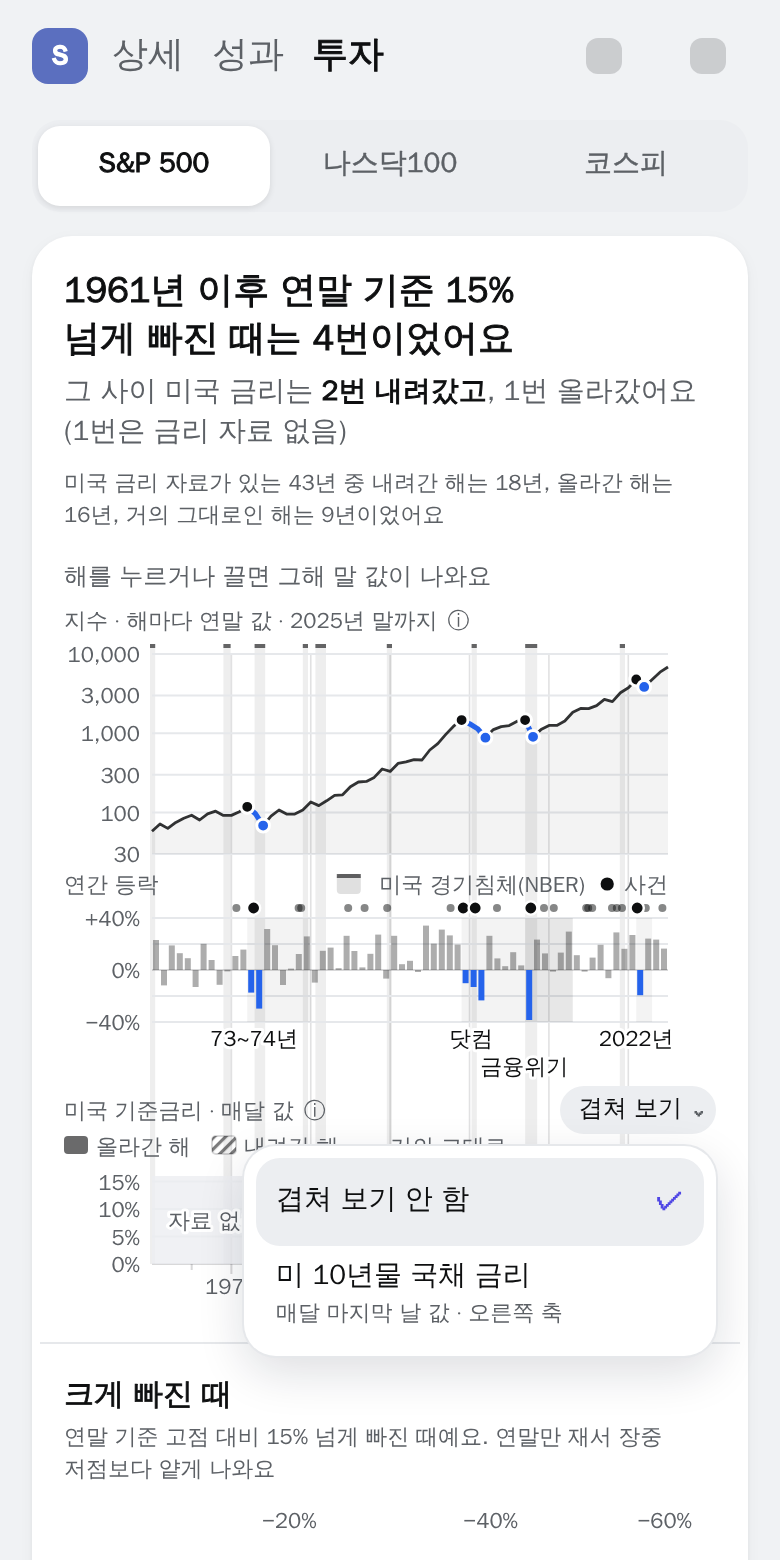 S 상세 성과 투자
S&P 500 나스닥100 코스피
1961년 이후 연말 기준 15%
넘게 빠진 때는 4번이었어요
그 사이 미국 금리는 2번 내려갔고, 1번 올라갔어요
(1번은 금리 자료 없음)
미국 금리 자료가 있는 43년 중 내려간 해는 18년, 올라간 해는
16년, 거의 그대로인 해는 9년이었어요
해를 누르거나 끌면 그해 말 값이 나와요
지수 · 해마다 연말 값 · 2025년 말까지 ⓘ
10,000
3,000
1,000
300
100
30
연간 등락 미국 경기침체(NBER) 사건
+40%
0%
−40%
73~74년 닷컴 2022년
금융위기
미국 기준금리 · 매달 값 ⓘ 겹쳐 보기
올라간 해
겹쳐 보기 안 함
미 10년물 국채 금리
매달 마지막 날 값 · 오른쪽 축
15%
10%
자료 없
5%
0%
197
크게 빠진 때
연말 기준 고점 대비 15% 넘게 빠진 때예요. 연말만 재서 장중
저점보다 얕게 나와요
−20% −40% −60%